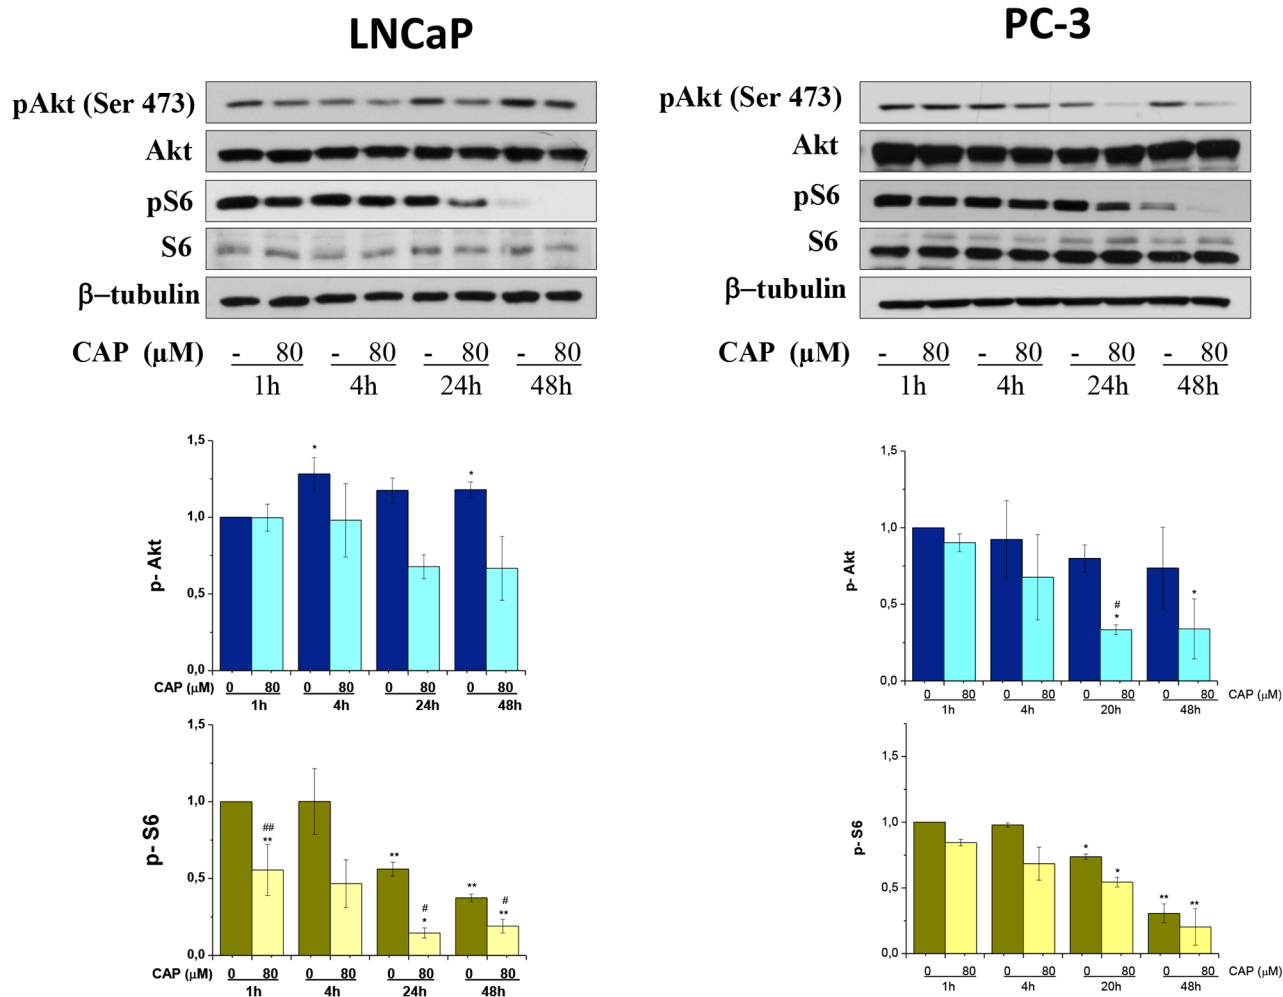 LNCaP
pAkt (Ser 473)
Akt
pS6
S6
β–tubulin
CAP (μM) - 80 - 80 - 80 - 80
1h 4h 24h 48h
PC-3
pAkt (Ser 473)
Akt
pS6
S6
β–tubulin
CAP (μM) - 80 - 80 - 80 - 80
1h 4h 24h 48h
p- Akt
1,5
1,0
0,5
0,0
* *
CAP (μM) 0 80 0 80 0 80 0 80
1h 4h 24h 48h
p- Akt
1,5
1,0
0,5
0,0
#
* *
0 80 0 80 0 80 0 80 CAP (μM)
1h 4h 20h 48h
p- S6
1,5
1,0
0,5
0,0
##
**
**
#
*
**
#
**
CAP (μM) 0 80 0 80 0 80 0 80
1h 4h 24h 48h
p- S6
1,5
1,0
0,5
0,0
* * ** **
0 80 0 80 0 80 0 80 CAP (μM)
1h 4h 20h 48h